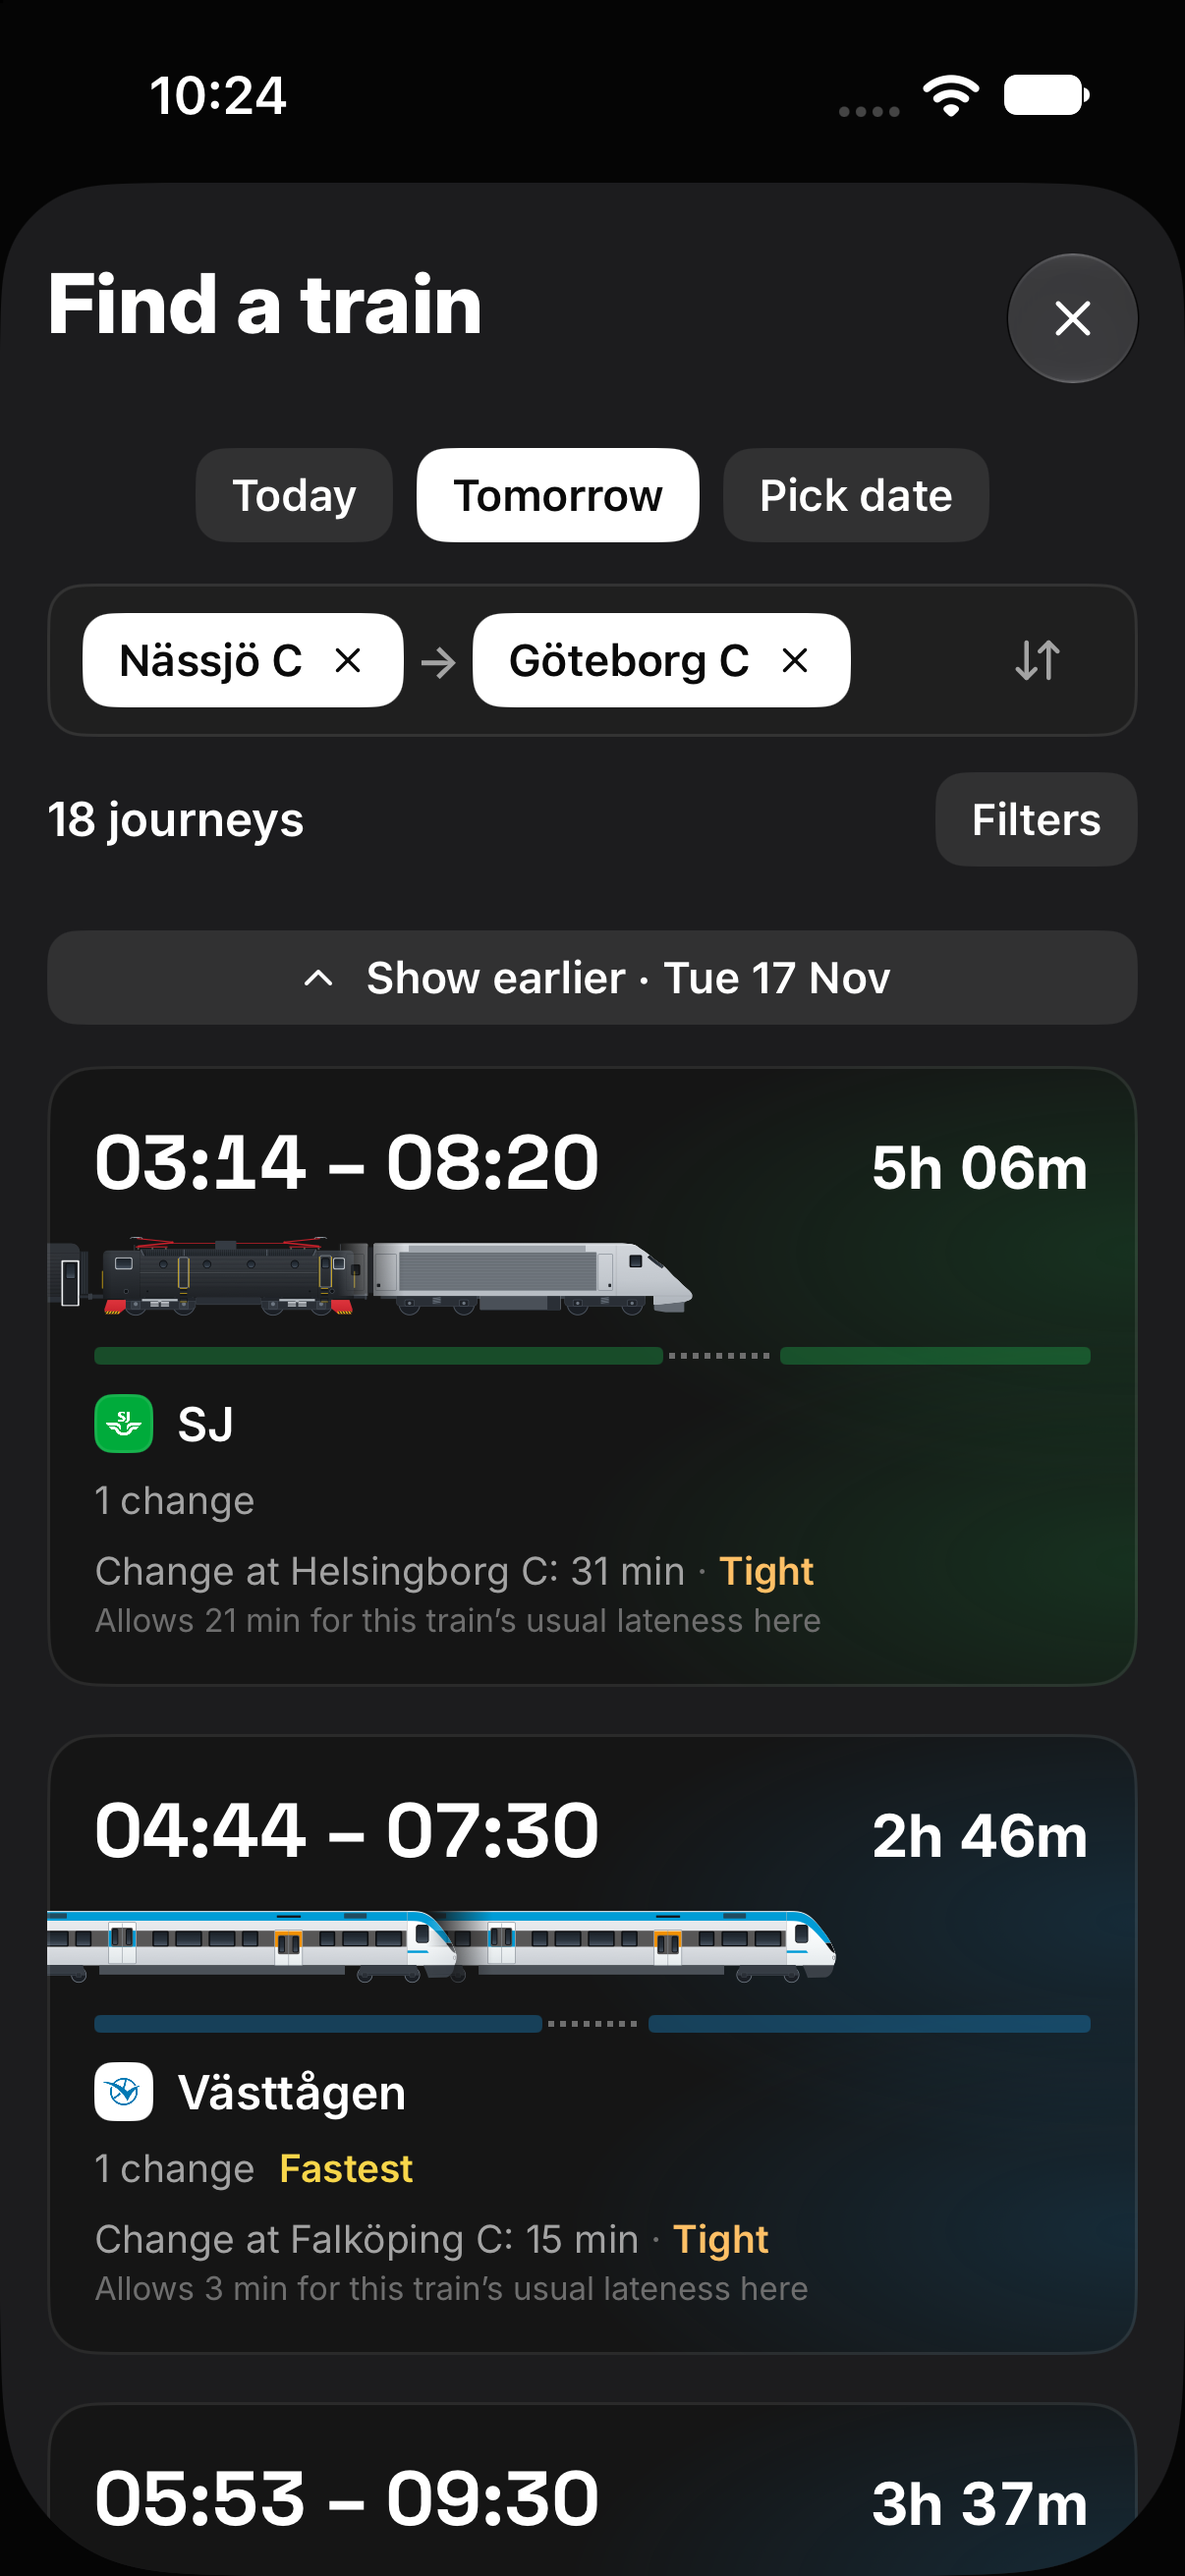 10:24
Find a train
Today Tomorrow Pick date
Nässjö C → Göteborg C
18 journeys Filters
Show earlier · Tue 17 Nov
03:14 – 08:20 5h 06m
SJ SJ
1 change
Change at Helsingborg C: 31 min · Tight
Allows 21 min for this train’s usual lateness here
04:44 – 07:30 2h 46m
Västtågen
1 change Fastest
Change at Falköping C: 15 min · Tight
Allows 3 min for this train’s usual lateness here
05:53 – 09:30 3h 37m